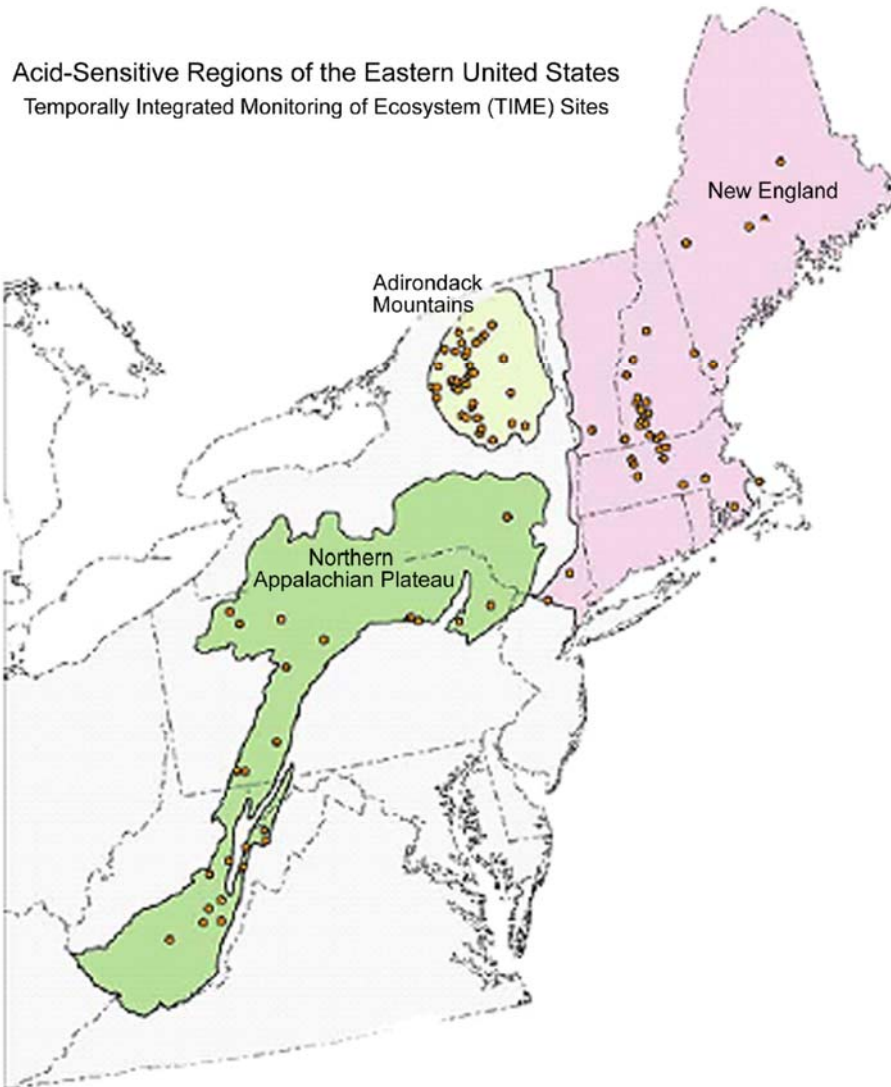 Acid-Sensitive Regions of the Eastern United States
Temporally Integrated Monitoring of Ecosystem (TIME) Sites
New England
Adirondack
Mountains
Northern
Appalachian Plateau